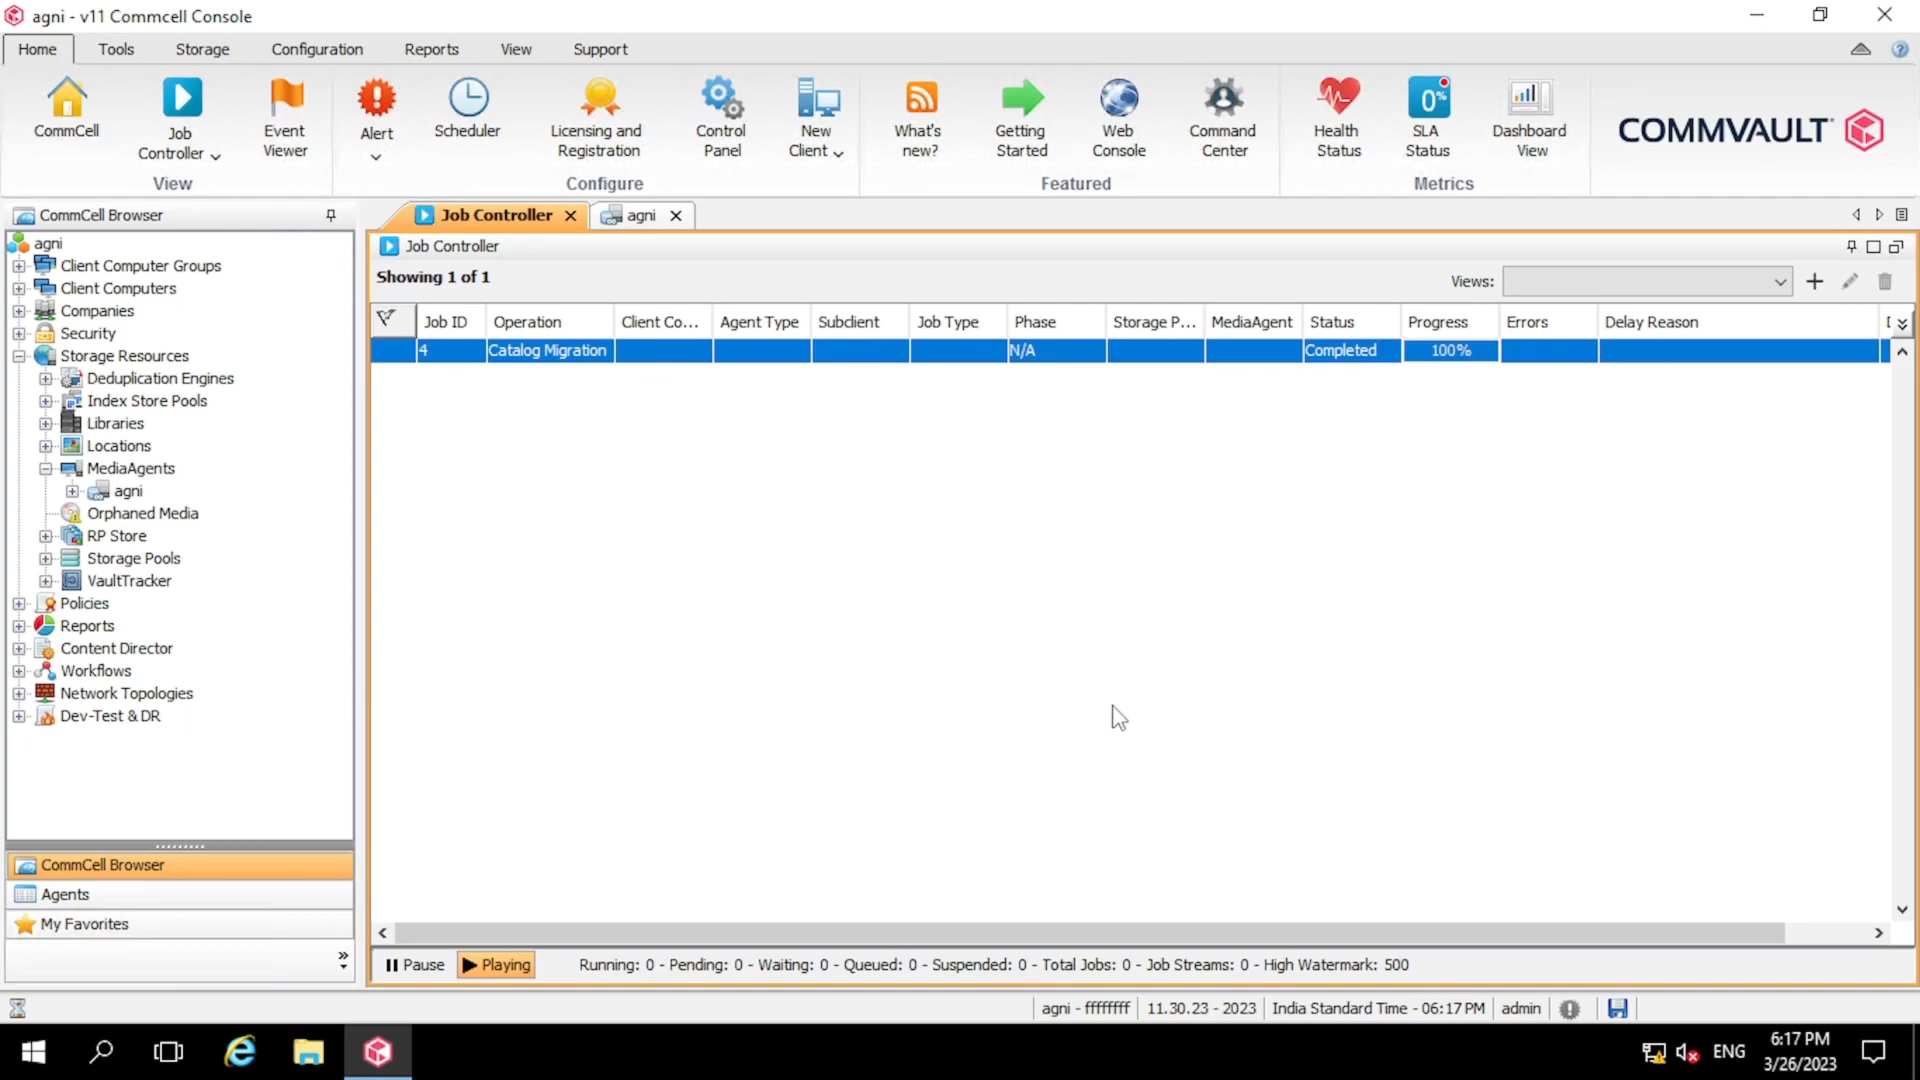 agni - v11 Commcell Console
Home Tools Storage Configuration Reports View Support
CommCell
Job Controller
Event Viewer
View
Alert
Scheduler
Licensing and Registration
Control Panel
New Client
Configure
What's new?
Getting Started
Web Console
Command Center
Featured
Health Status
0%
SLA Status
Dashboard View
Metrics
COMMVAULT
CommCell Browser
agni
Client Computer Groups
Client Computers
Companies
Security
Storage Resources
Deduplication Engines
Index Store Pools
Libraries
Locations
MediaAgents
agni
Orphaned Media
RP Store
Storage Pools
VaultTracker
Policies
Reports
Content Director
Workflows
Network Topologies
Dev-Test & DR
CommCell Browser
Agents
My Favorites
Job Controller agni
Job Controller
Showing 1 of 1
Views:
Job ID Operation Client Co... Agent Type Subclient Job Type Phase Storage P... MediaAgent Status Progress Errors Delay Reason
4 Catalog Migration N/A Completed 100%
Pause Playing Running: 0 - Pending: 0 - Waiting: 0 - Queued: 0 - Suspended: 0 - Total Jobs: 0 - Job Streams: 0 - High Watermark: 500
agni - ffffffff 11.30.23 - 2023 India Standard Time - 06:17 PM admin
ENG
6:17 PM
3/26/2023